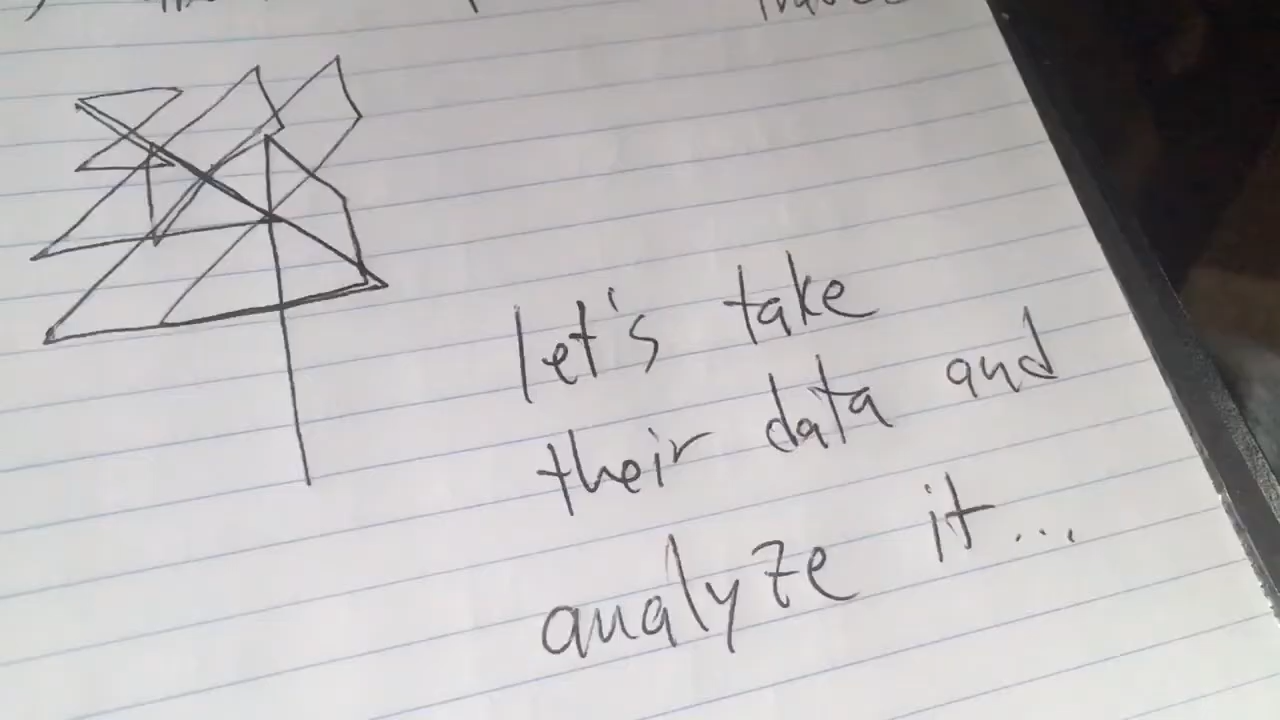 let's take
their data and
analyze it...